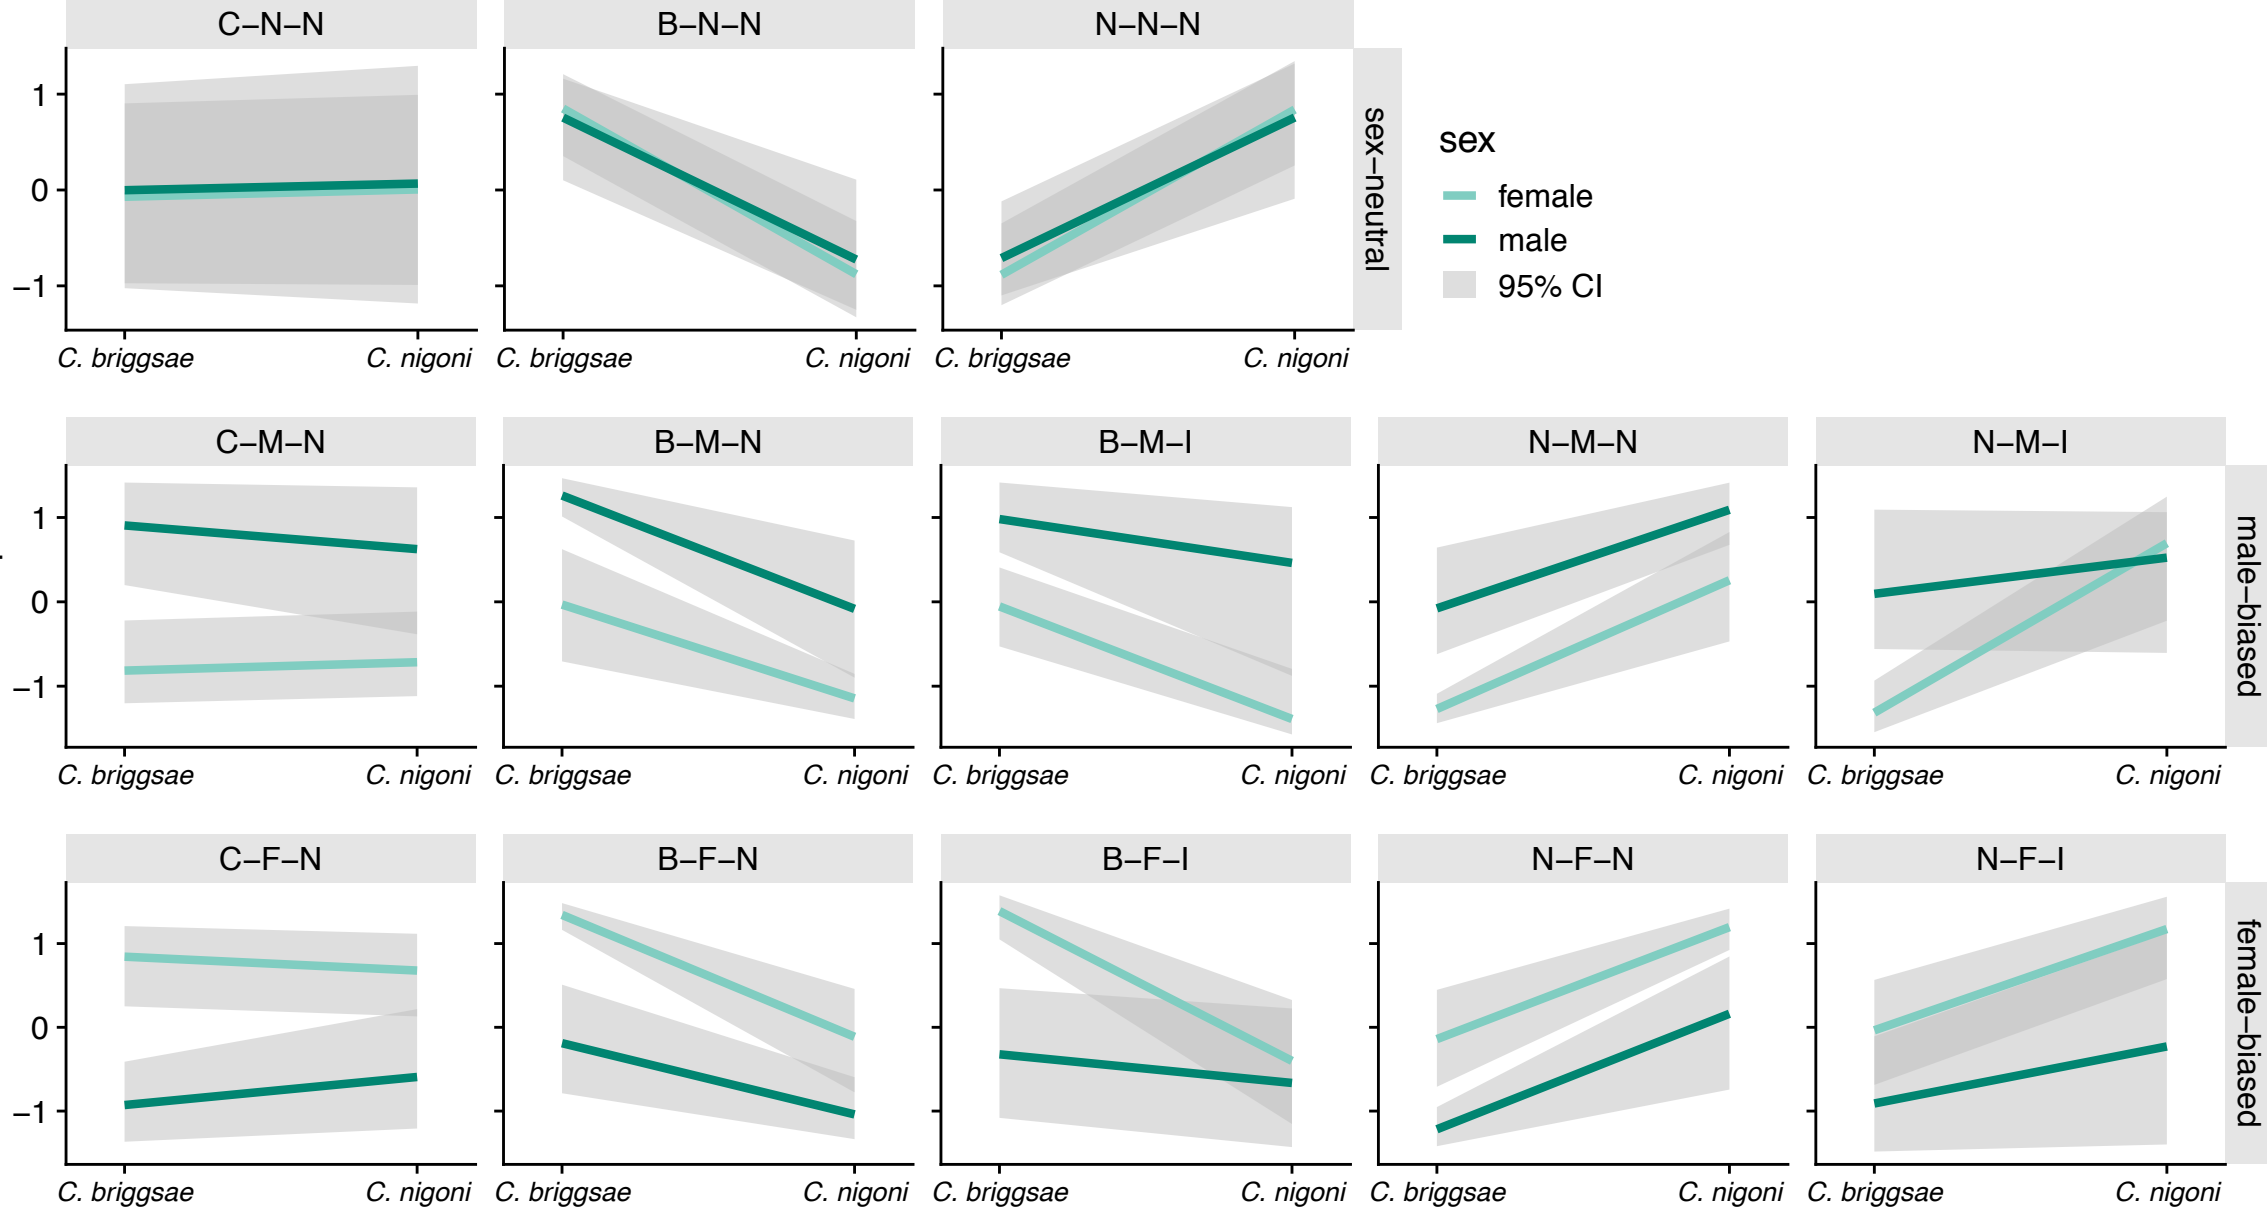 C−N−N
B−N−N
N−N−N
1
0
−1
C. briggsae
C. nigoni
C. briggsae
C. nigoni
C. briggsae
C. nigoni
sex−neutral
sex
female
male
95% CI
C−M−N
B−M−N
B−M−I
N−M−N
N−M−I
1
0
−1
C. briggsae
C. nigoni
C. briggsae
C. nigoni
C. briggsae
C. nigoni
C. briggsae
C. nigoni
C. briggsae
C. nigoni
male−biased
C−F−N
B−F−N
B−F−I
N−F−N
N−F−I
1
0
−1
C. briggsae
C. nigoni
C. briggsae
C. nigoni
C. briggsae
C. nigoni
C. briggsae
C. nigoni
C. briggsae
C. nigoni
female−biased